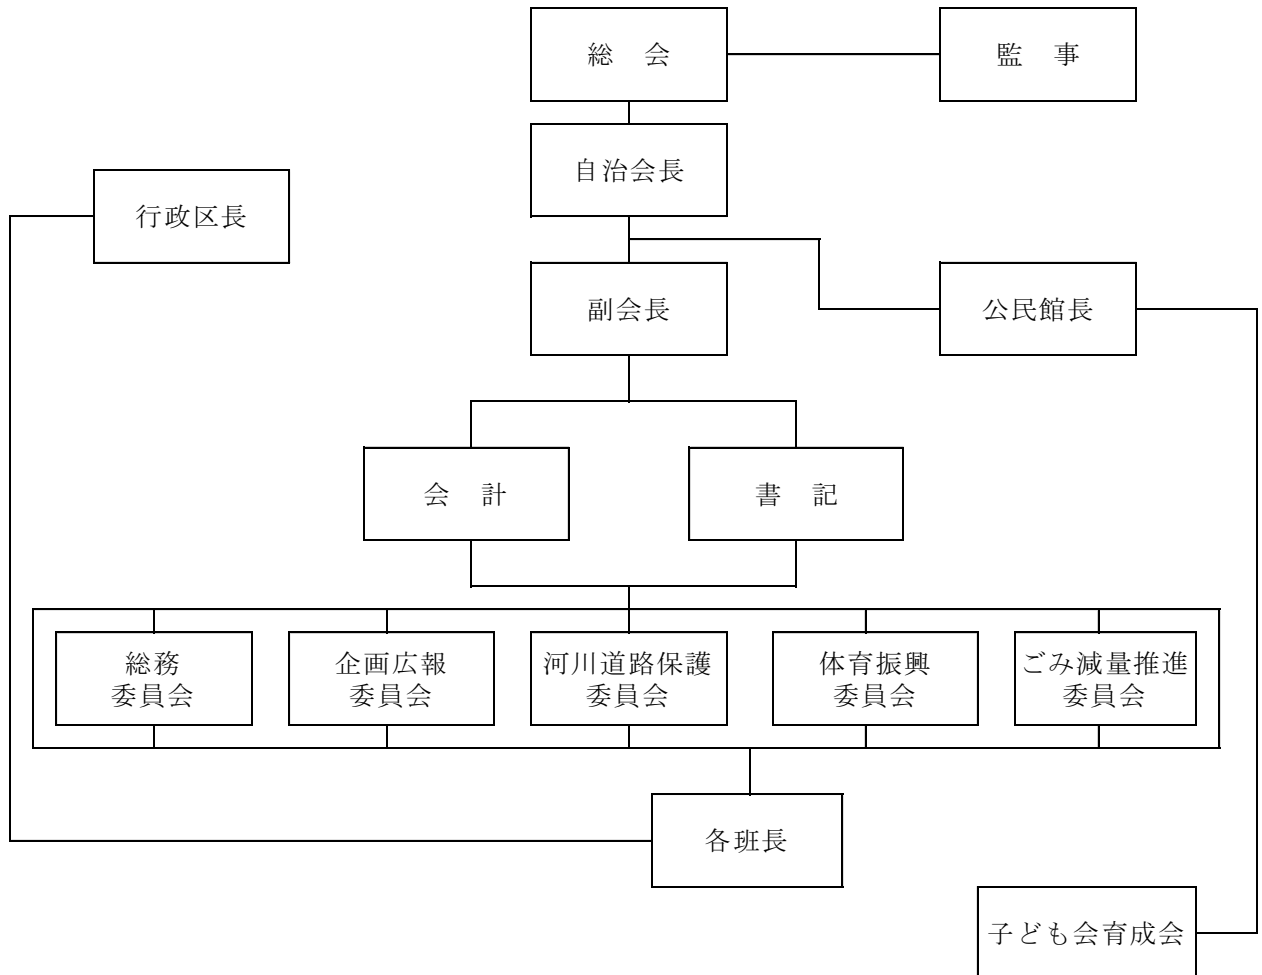 総　会
監　事
自治会長
行政区長
副会長
公民館長
会　計
書　記
総務
委員会
企画広報
委員会
河川道路保護
委員会
体育振興
委員会
ごみ減量推進
委員会
各班長
子ども会育成会